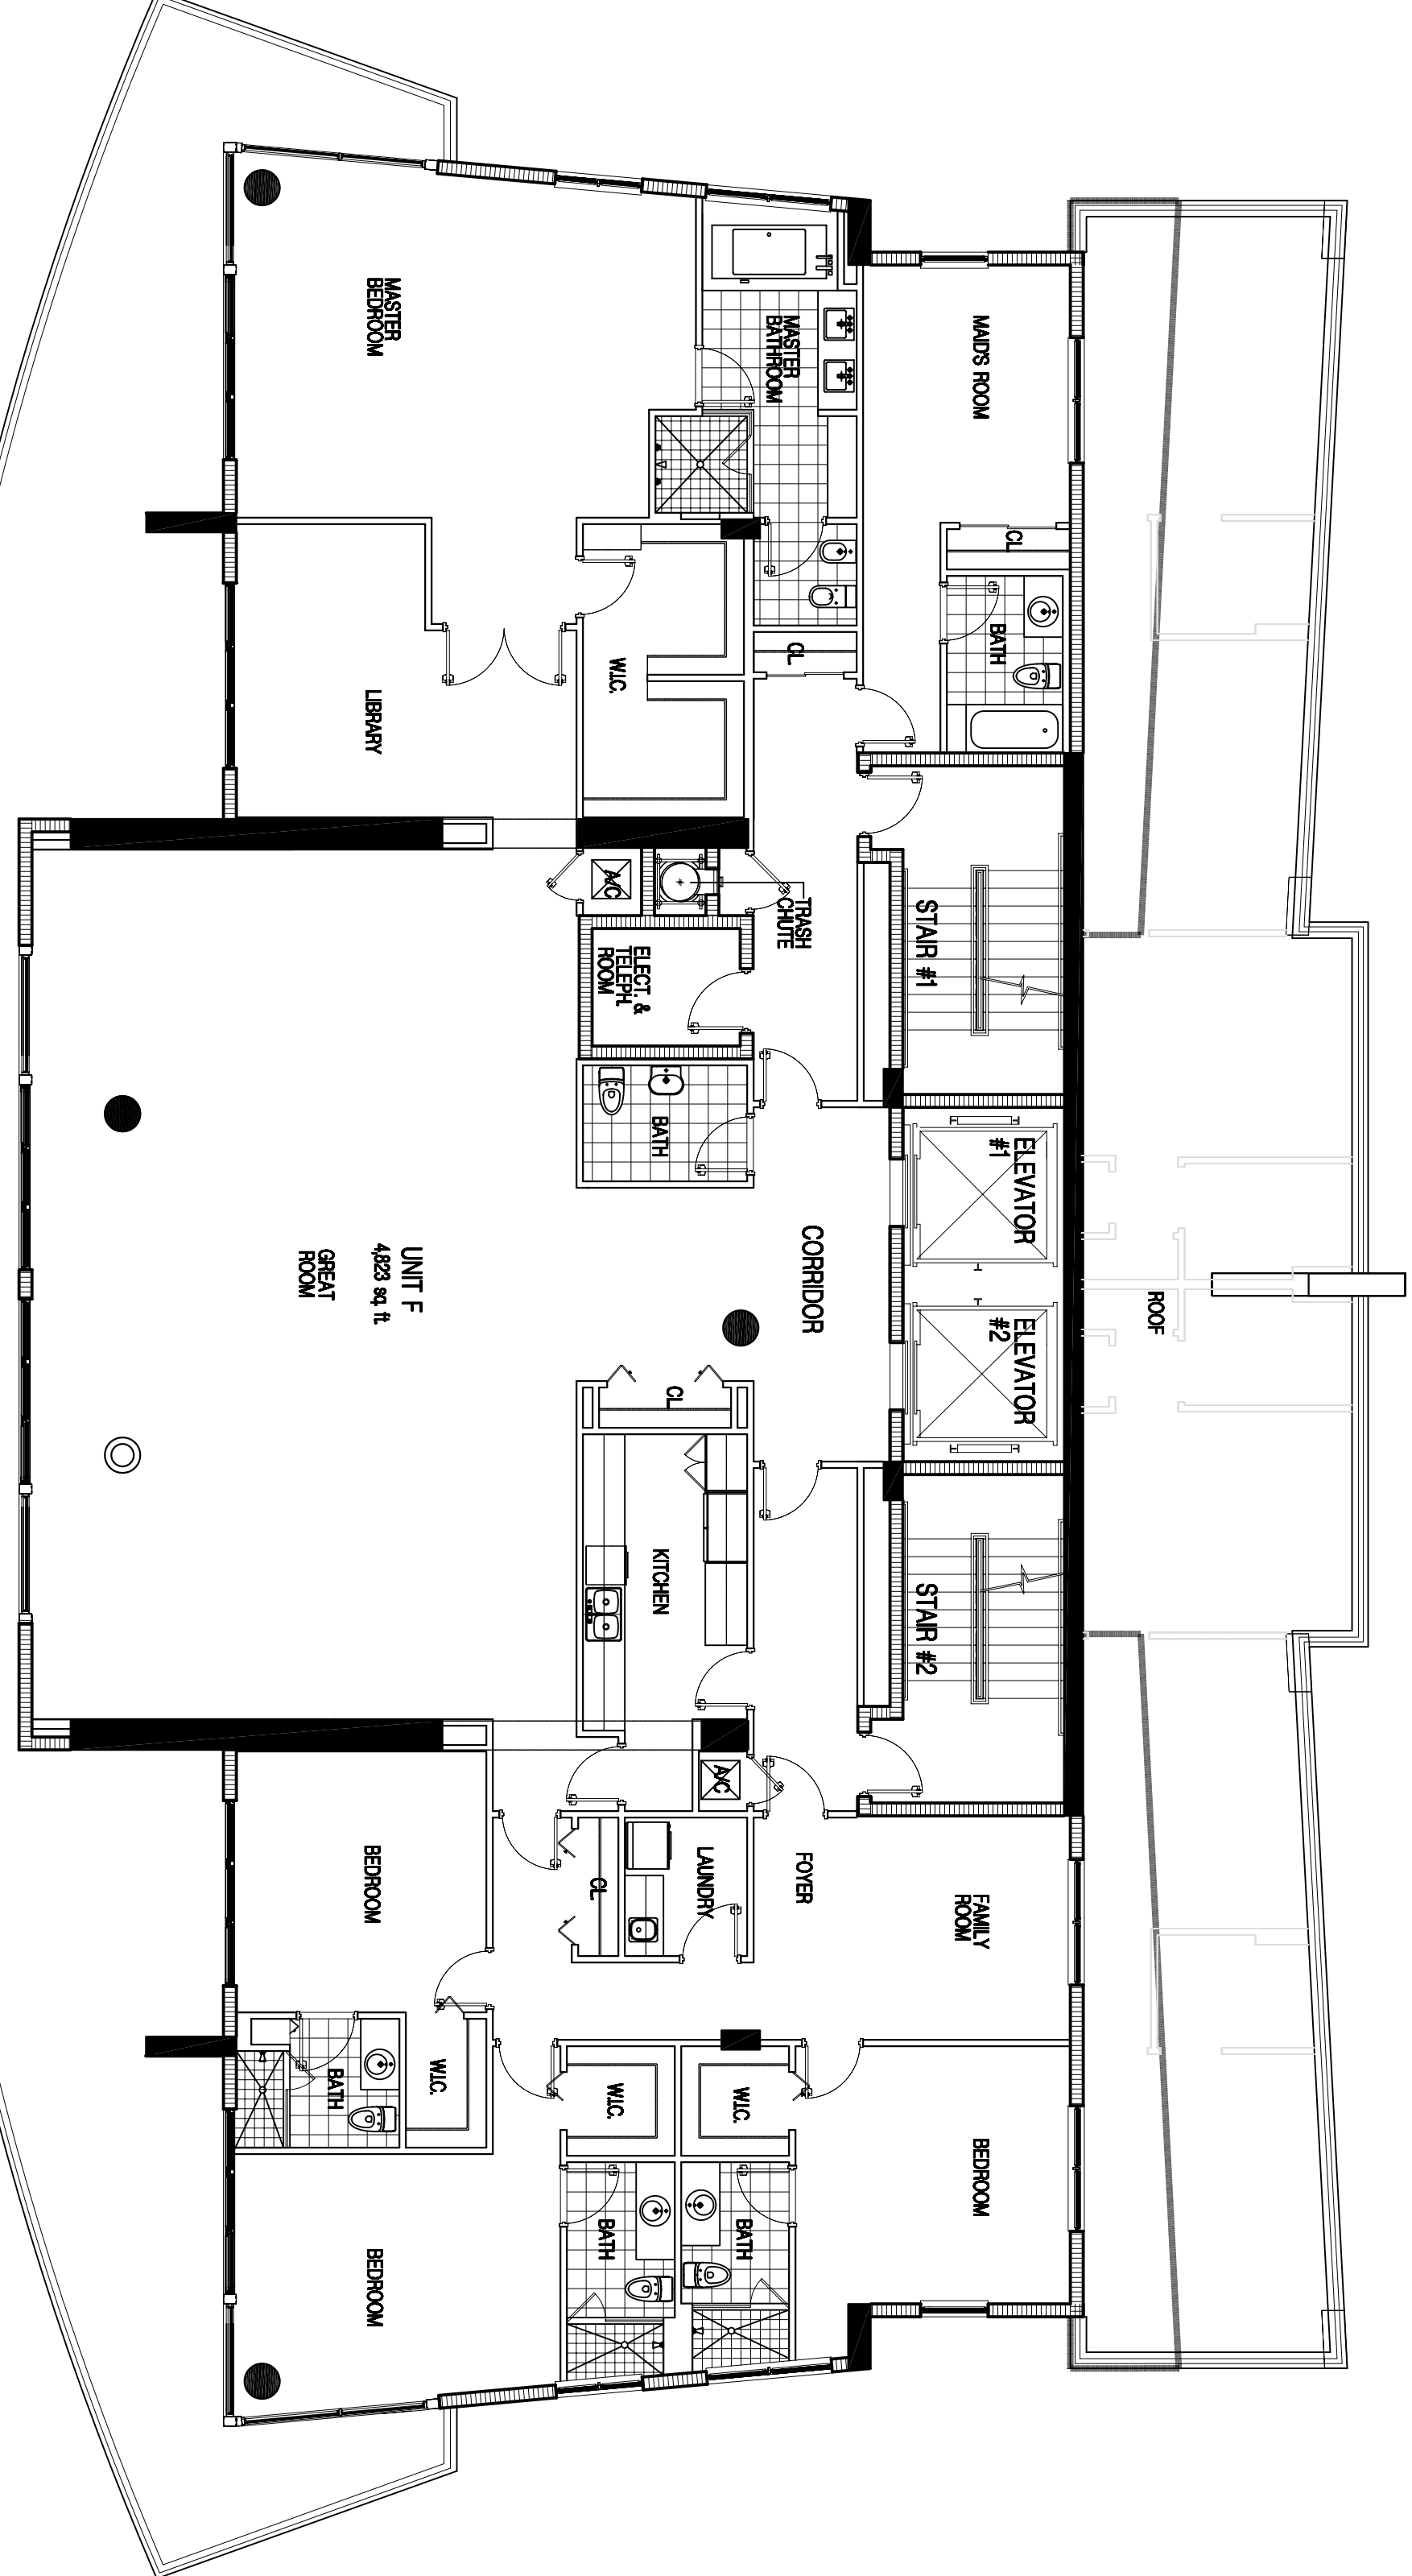 ROOF
MAID'S ROOM
CL
BATH
STAIR #1
ELEVATOR
#1
ELEVATOR
#2
STAIR #2
FAMILY
ROOM
BEDROOM
MASTER
BATHROOM
CL
TRASH
CHUTE
CORRIDOR
FOYER
W.I.C.
A/C
ELECT. &
TELEPH.
ROOM
BATH
CL
KITCHEN
A/C
LAUNDRY
CL
W.I.C.
W.I.C.
BATH
BATH
MASTER
BEDROOM
LIBRARY
UNIT F
4,823 sq. ft.
GREAT
ROOM
BEDROOM
W.I.C.
BATH
BEDROOM